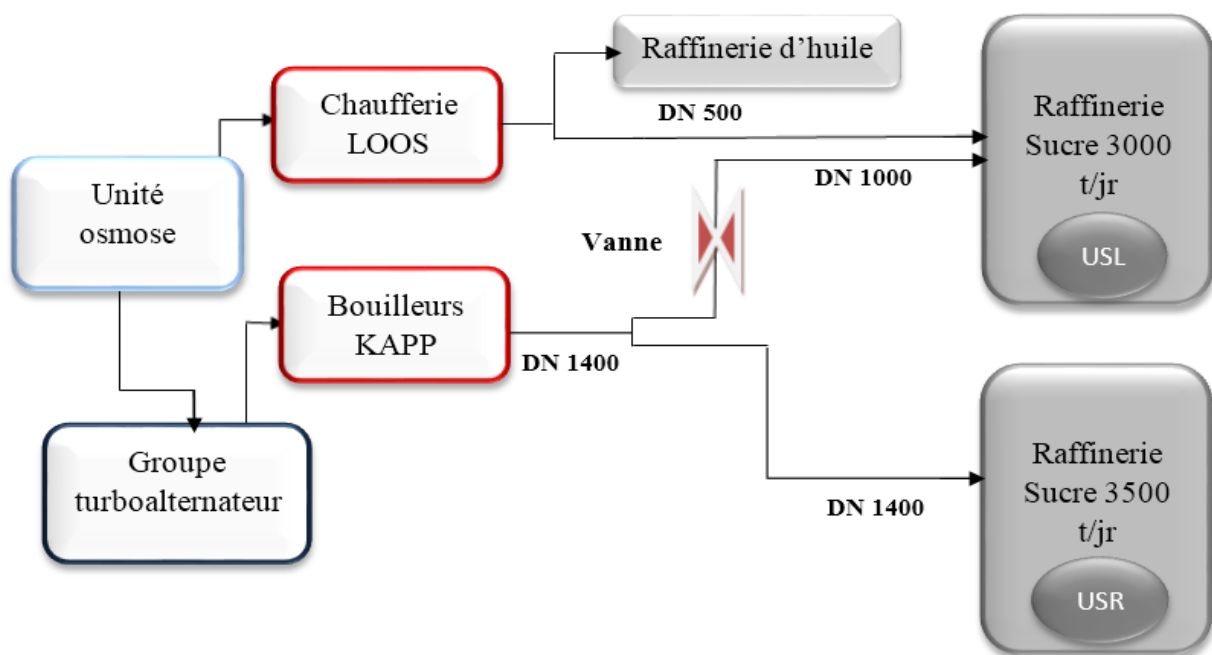 Raffinerie d’huile
Chaufferie
LOOS
DN 500
Raffinerie
Sucre 3000
t/jr
USL
DN 1000
Unité
osmose
Vanne
Bouilleurs
KAPP
DN 1400
Groupe
turboalternateur
DN 1400
Raffinerie
Sucre 3500
t/jr
USR